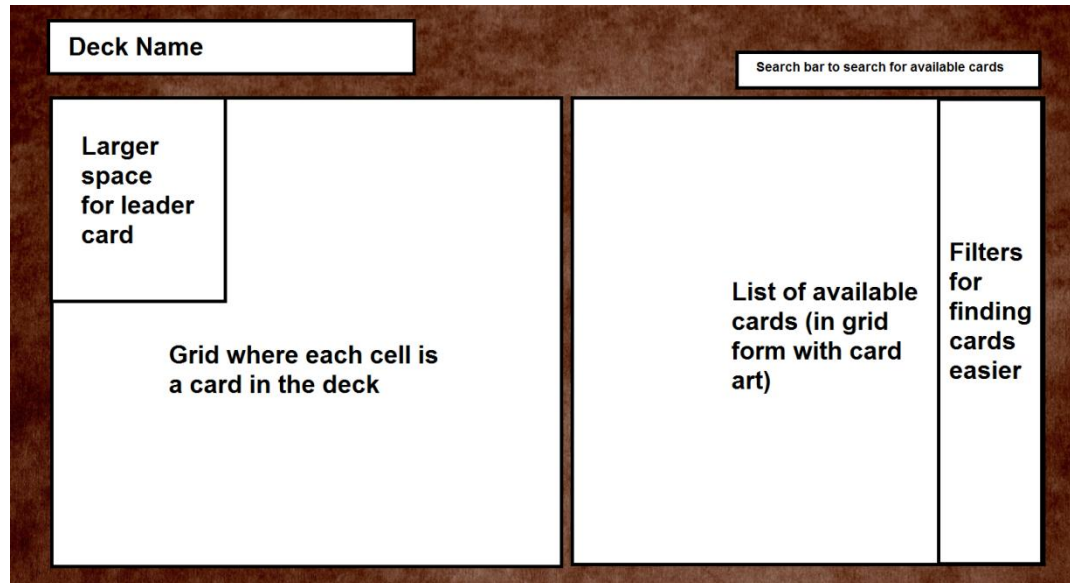 Deck Name
Search bar to search for available cards
Larger
space
for leader
card
Grid where each cell is
a card in the deck
List of available
cards (in grid
form with card
art)
Filters
for
finding
cards
easier